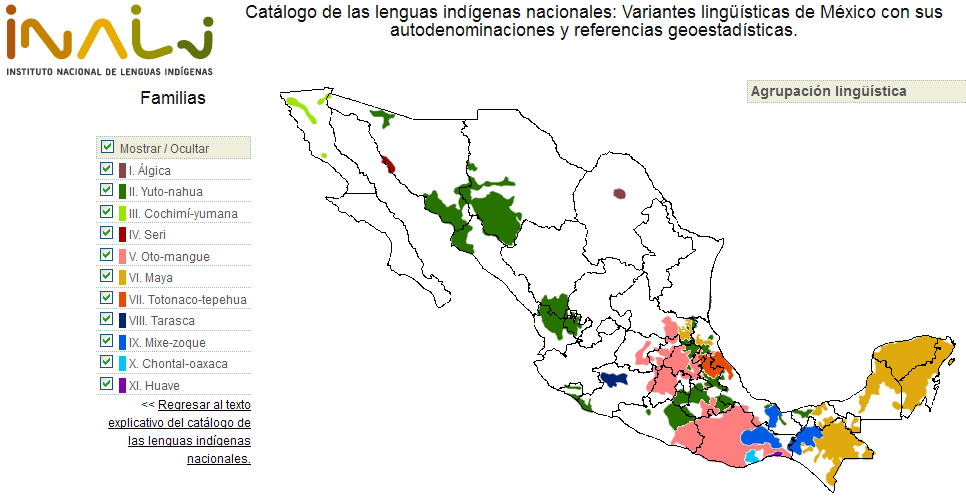 INALI
INSTITUTO NACIONAL DE LENGUAS INDÍGENAS
Catálogo de las lenguas indígenas nacionales: Variantes lingüísticas de México con sus
autodenominaciones y referencias geoestadísticas.
Familias
Agrupación lingüística
Mostrar / Ocultar
I. Álgica
II. Yuto-nahua
III. Cochimí-yumana
IV. Seri
V. Oto-mangue
VI. Maya
VII. Totonaco-tepehua
VIII. Tarasca
IX. Mixe-zoque
X. Chontal-oaxaca
XI. Huave
<< Regresar al texto
explicativo del catálogo de
las lenguas indígenas
nacionales.